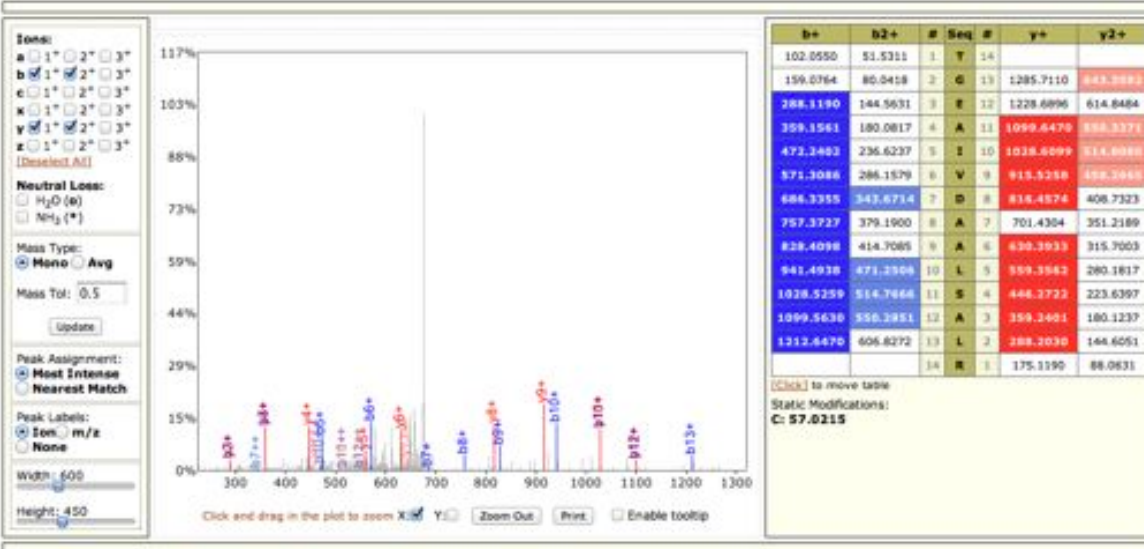 Ions:
a 1+ 2+ 3+
b 1+ 2+ 3+
c 1+ 2+ 3+
x 1+ 2+ 3+
y 1+ 2+ 3+
z 1+ 2+ 3+
[Deselect All]
Neutral Loss:
H2O (o)
NH3 (*)
Mass Type:
Mono Avg
Mass Tol: 0.5
Update
Peak Assignment:
Most Intense
Nearest Match
Peak Labels:
Ion m/z
None
Width: 600
Height: 450
117%
103%
88%
73%
59%
44%
29%
15%
0%
b7++ y4+ b6+ y6+ b7+ b8+ y8+ b9+ y9+ b10+ b13+
300 400 500 600 700 800 900 1000 1100 1200 1300
Click and drag in the plot to zoom X: Y: Zoom Out Print Enable tooltip
b+ b2+ # Seq # y+ y2+
102.0550 51.5311 1 T 14
159.0764 80.0418 2 G 13 1285.7110
288.1190 144.5631 3 E 12 1228.6896 614.8484
359.1561 180.0817 4 A 11 1099.6470
472.2402 236.6237 5 I 10 1028.6099
571.3086 286.1579 6 V 9 915.5258
686.3355 343.6714 7 D 8 816.4574 408.7323
757.3727 379.1900 8 A 7 701.4304 351.2189
828.4098 414.7085 9 A 6 630.3933 315.7003
941.4938 471.2506 10 L 5 559.3562 280.1817
1028.5259 514.7666 11 S 4 446.2722 223.6397
1099.5630 550.2851 12 A 3 359.2401 180.1237
1212.6470 606.8272 13 L 2 288.2030 144.6051
14 R 1 175.1190 88.0631
[Click] to move table
Static Modifications:
C: 57.0215